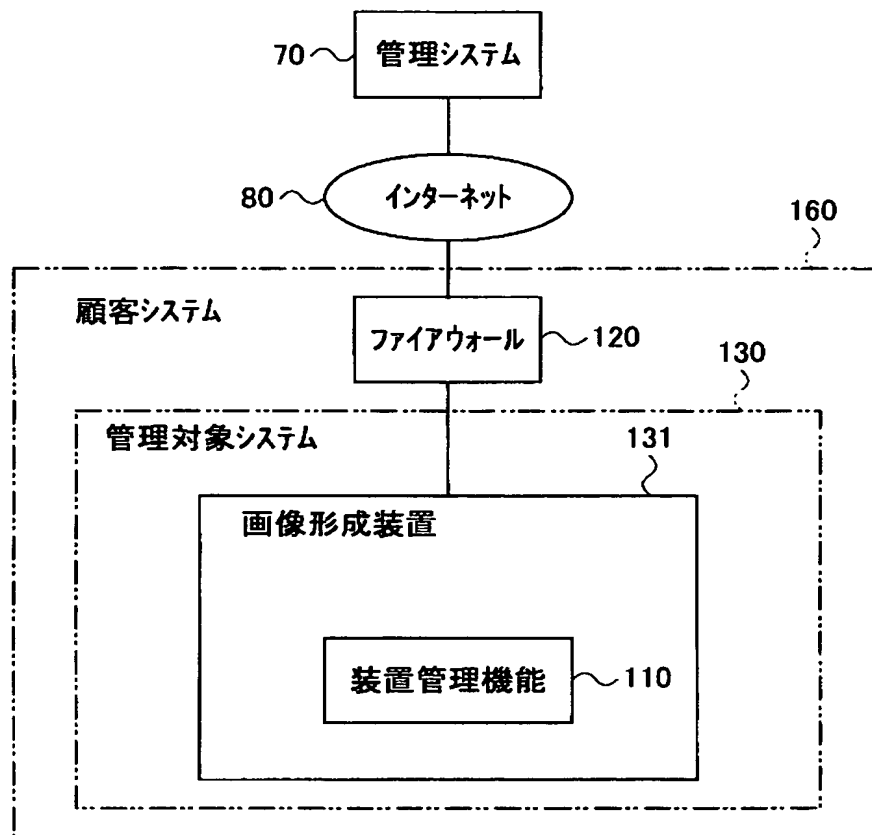 70
管理システム
80
インターネット
160
顧客システム
ファイアウォール
120
130
管理対象システム
131
画像形成装置
装置管理機能
110